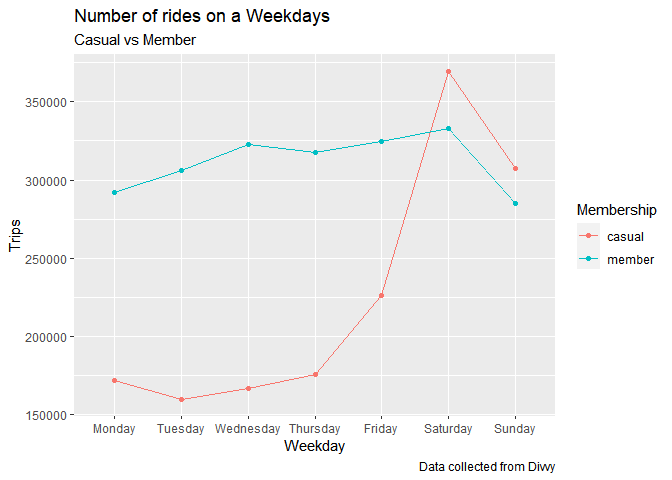 Number of rides on a Weekdays
Casual vs Member
350000
300000
250000
200000
150000
Trips
Monday Tuesday Wednesday Thursday Friday Saturday Sunday
Weekday
Membership
casual
member
Data collected from Divvy